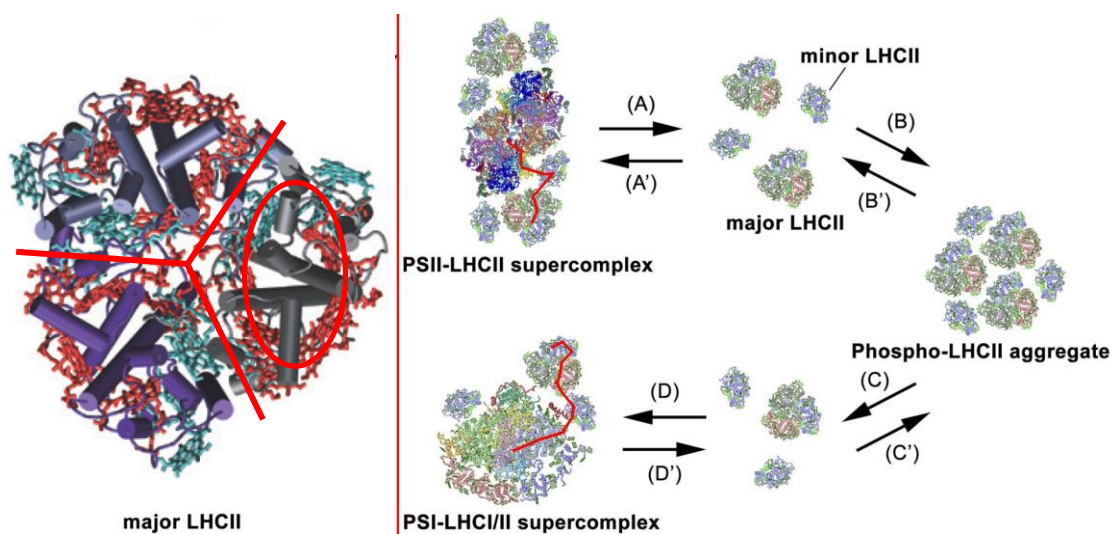 minor LHCII
(A)
(B)
(A')
(B')
major LHCII
PSII-LHCII supercomplex
Phospho-LHCII aggregate
(C)
(D)
(C')
(D')
major LHCII
PSI-LHCI/II supercomplex